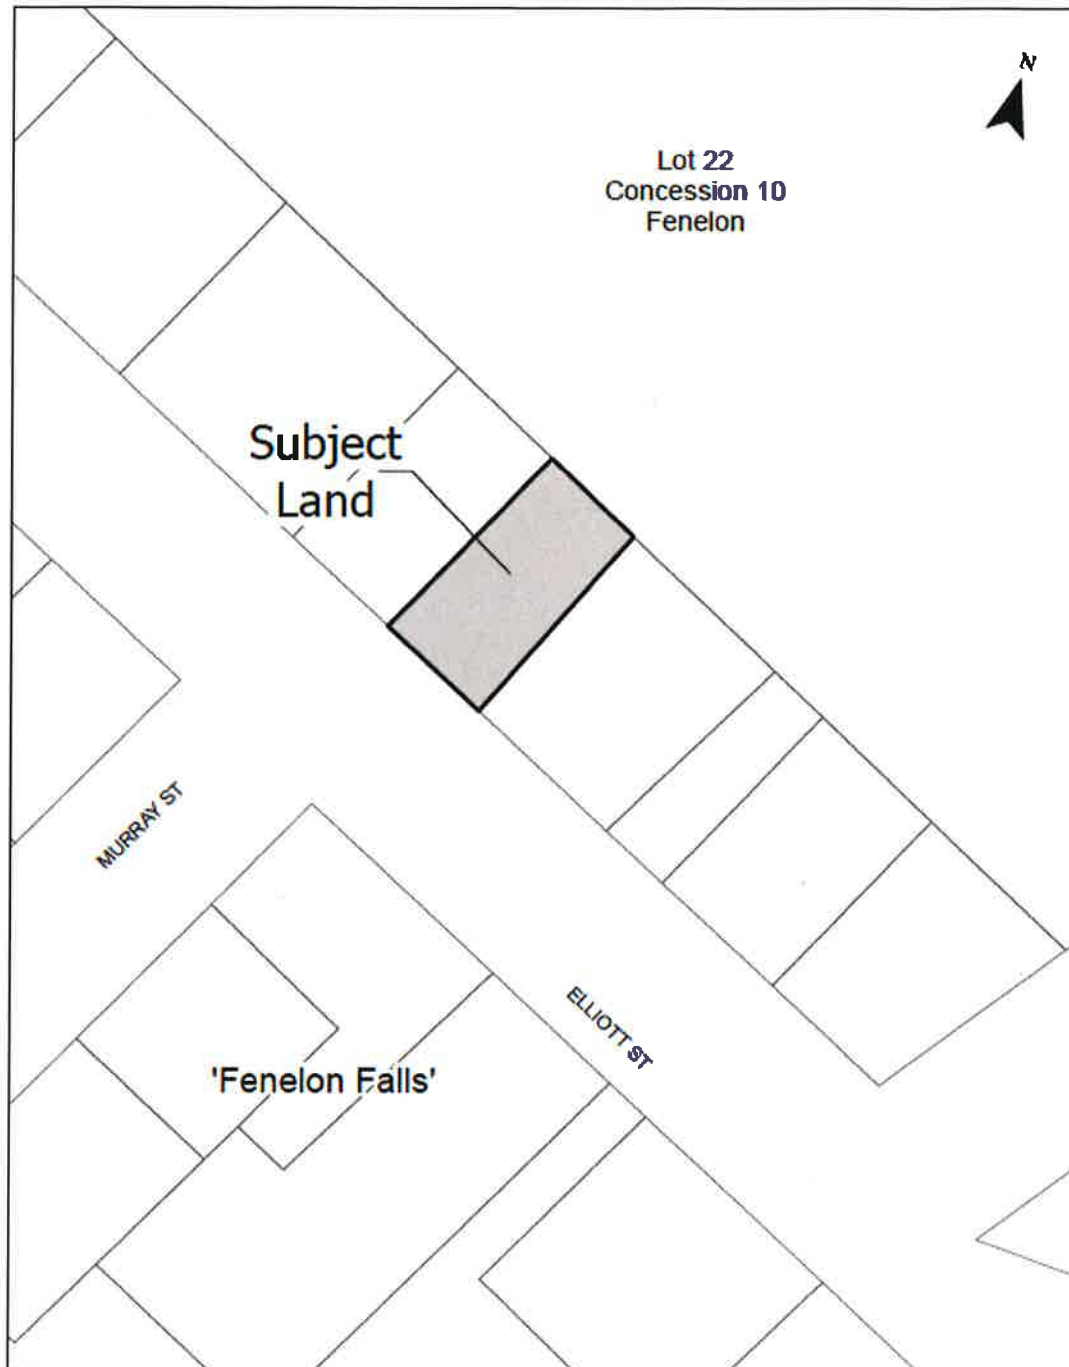 N
Lot 22
Concession 10
Fenelon
Subject
Land
MURRAY ST
ELLIOTT ST
'Fenelon Falls'